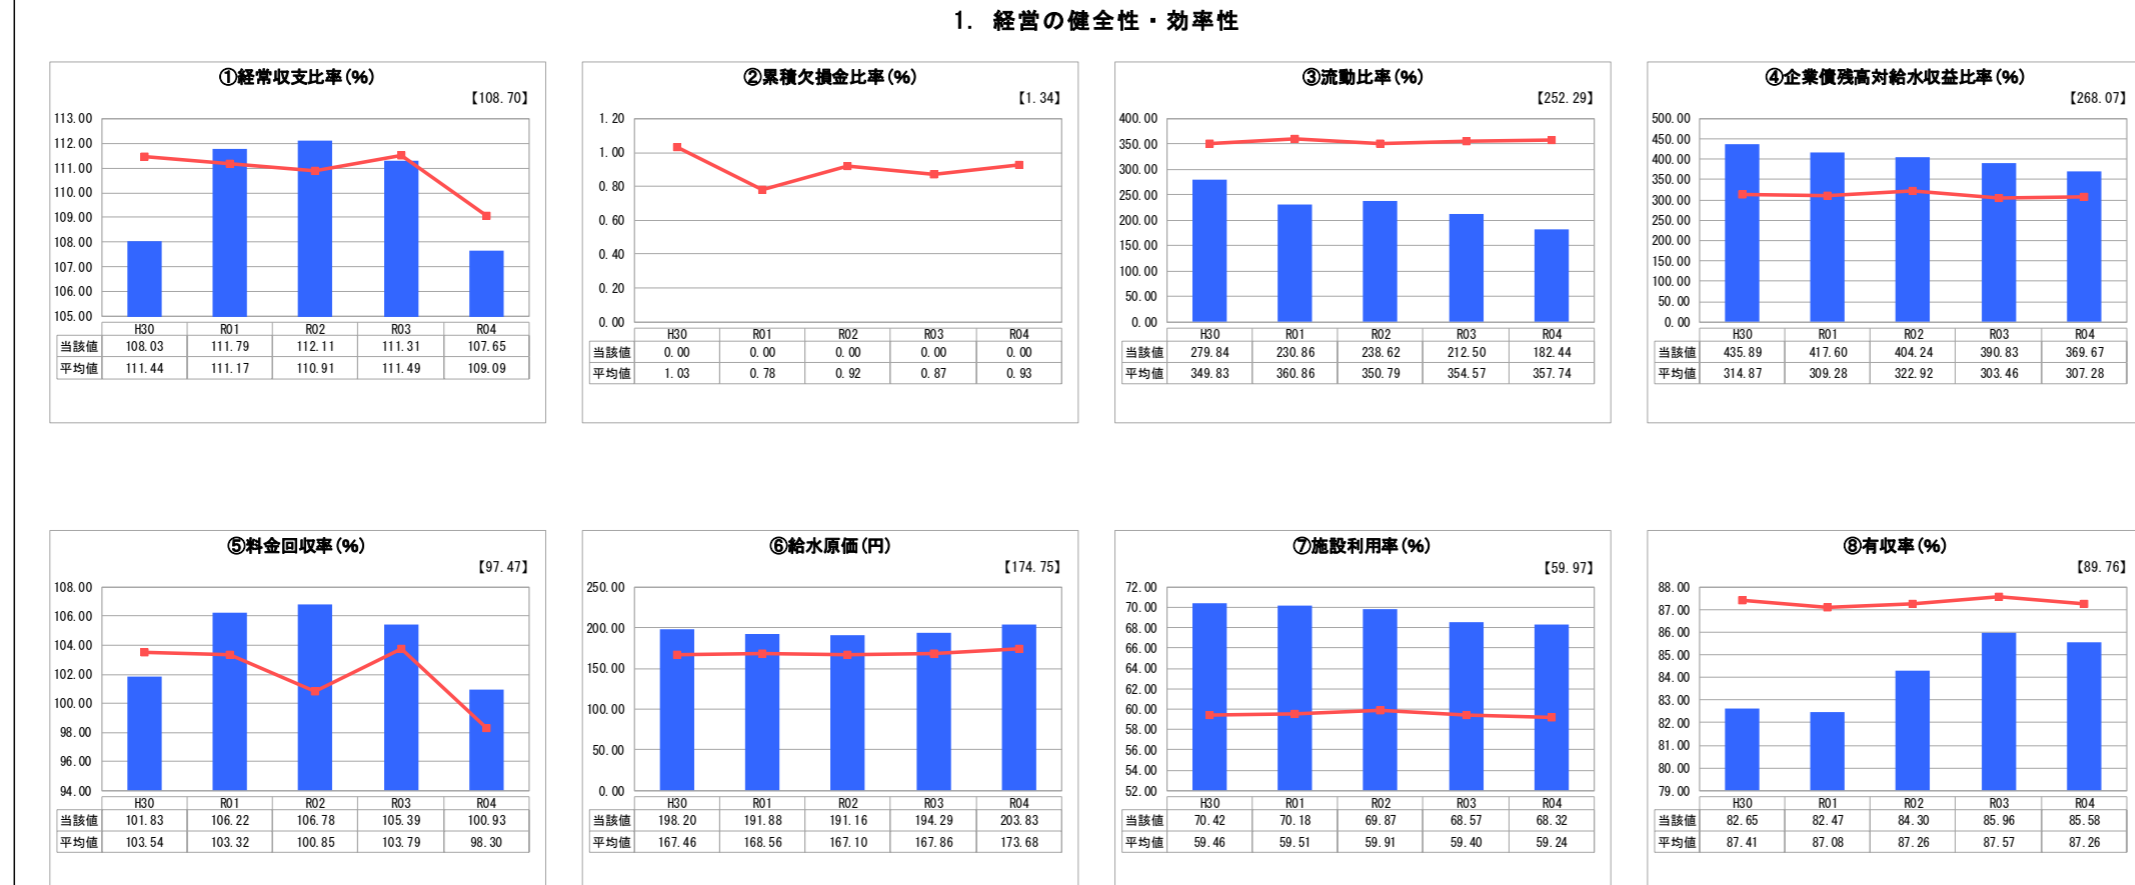 1. 経営の健全性・効率性
①経常収支比率(%)
【108.70】
113.00
112.00
111.00
110.00
109.00
108.00
107.00
106.00
105.00
H30 R01 R02 R03 R04
当該値 108.03 111.79 112.11 111.31 107.65
平均値 111.44 111.17 110.91 111.49 109.09
②累積欠損金比率(%)
【1.34】
1.20
1.00
0.80
0.60
0.40
0.20
0.00
H30 R01 R02 R03 R04
当該値 0.00 0.00 0.00 0.00 0.00
平均値 1.03 0.78 0.92 0.87 0.93
③流動比率(%)
【252.29】
400.00
350.00
300.00
250.00
200.00
150.00
100.00
50.00
0.00
H30 R01 R02 R03 R04
当該値 279.84 230.86 238.62 212.50 182.44
平均値 349.83 360.86 350.79 354.57 357.74
④企業債残高対給水収益比率(%)
【268.07】
500.00
450.00
400.00
350.00
300.00
250.00
200.00
150.00
100.00
50.00
0.00
H30 R01 R02 R03 R04
当該値 435.89 417.60 404.24 390.83 369.67
平均値 314.87 309.28 322.92 303.46 307.28
⑤料金回収率(%)
【97.47】
108.00
106.00
104.00
102.00
100.00
98.00
96.00
94.00
H30 R01 R02 R03 R04
当該値 101.83 106.22 106.78 105.39 100.93
平均値 103.54 103.32 100.85 103.79 98.30
⑥給水原価(円)
【174.75】
250.00
200.00
150.00
100.00
50.00
0.00
H30 R01 R02 R03 R04
当該値 198.20 191.88 191.16 194.29 203.83
平均値 167.46 168.56 167.10 167.86 173.68
⑦施設利用率(%)
【59.97】
72.00
70.00
68.00
66.00
64.00
62.00
60.00
58.00
56.00
54.00
52.00
H30 R01 R02 R03 R04
当該値 70.42 70.18 69.87 68.57 68.32
平均値 59.46 59.51 59.91 59.40 59.24
⑧有収率(%)
【89.76】
88.00
87.00
86.00
85.00
84.00
83.00
82.00
81.00
80.00
79.00
H30 R01 R02 R03 R04
当該値 82.65 82.47 84.30 85.96 85.58
平均値 87.41 87.08 87.26 87.57 87.26